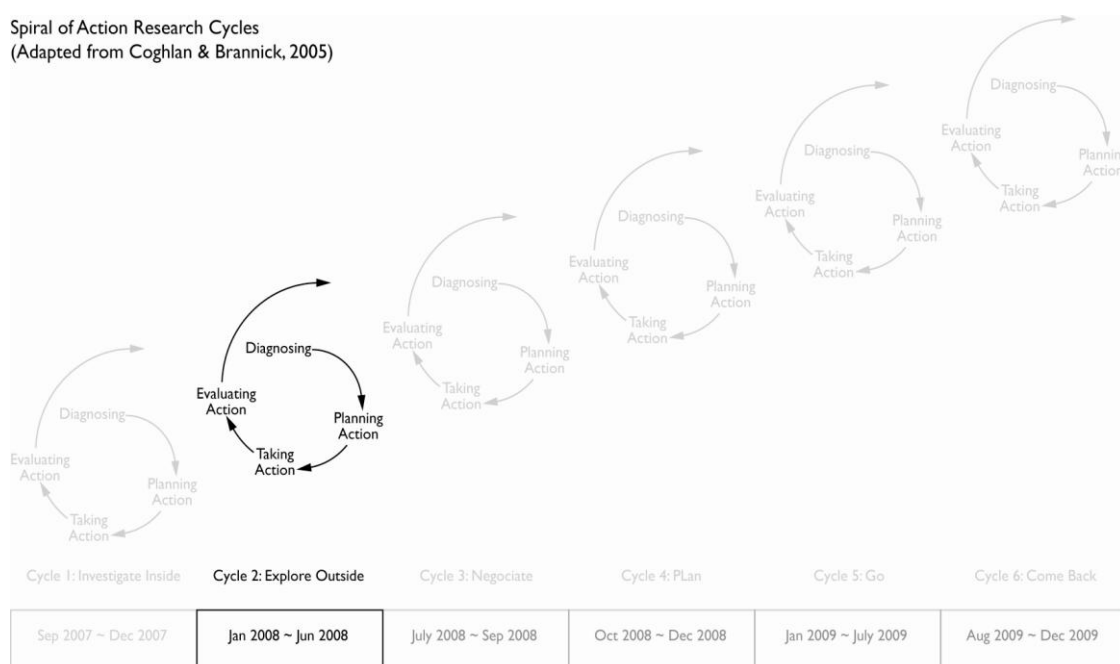 Spiral of Action Research Cycles
(Adapted from Coghlan & Brannick, 2005)
Diagnosing
Planning
Action
Taking
Action
Evaluating
Action
Diagnosing
Planning
Action
Taking
Action
Evaluating
Action
Diagnosing
Planning
Action
Taking
Action
Evaluating
Action
Diagnosing
Planning
Action
Taking
Action
Evaluating
Action
Diagnosing
Planning
Action
Taking
Action
Evaluating
Action
Diagnosing
Planning
Action
Taking
Action
Evaluating
Action
Cycle 1: Investigate Inside
Cycle 2: Explore Outside
Cycle 3: Negociate
Cycle 4: PLan
Cycle 5: Go
Cycle 6: Come Back
Sep 2007 ~ Dec 2007
Jan 2008 ~ Jun 2008
July 2008 ~ Sep 2008
Oct 2008 ~ Dec 2008
Jan 2009 ~ July 2009
Aug 2009 ~ Dec 2009